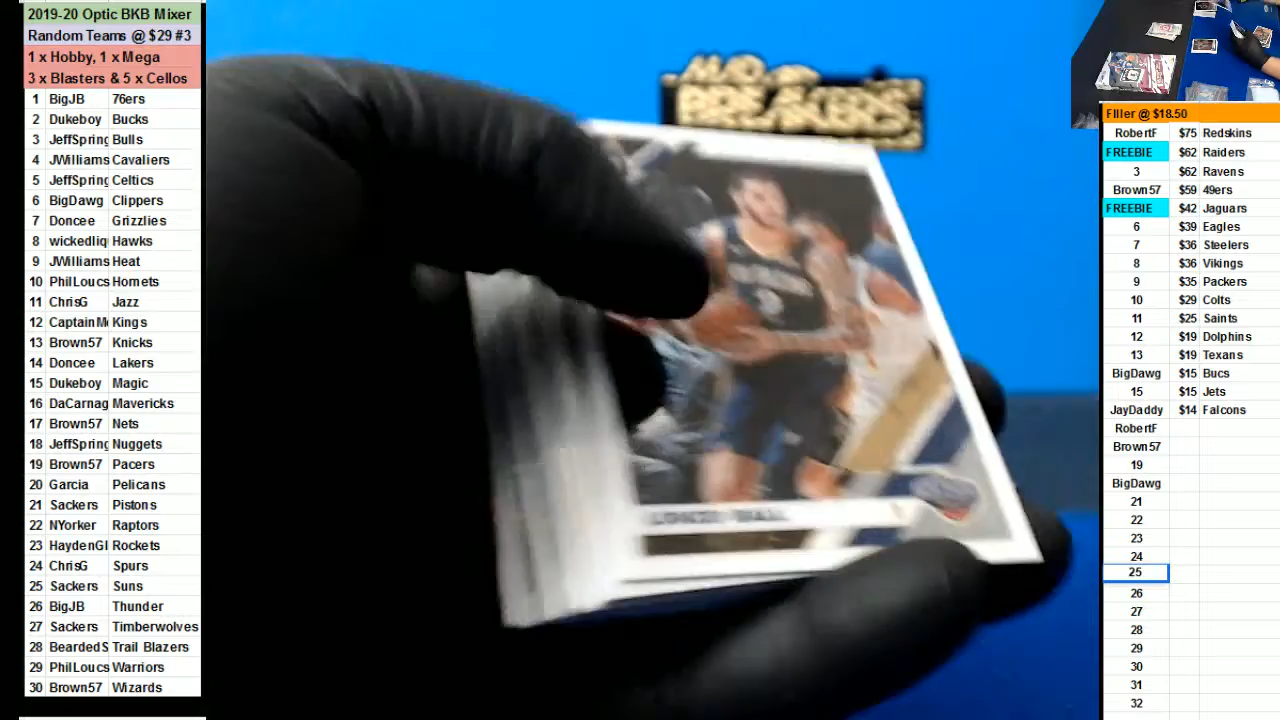 2019-20 Optic BKB Mixer
Random Teams @ $29 #3
1 x Hobby, 1 x Mega
3 x Blasters & 5 x Cellos
1 BigJB 76ers
2 Dukeboy Bucks
3 JeffSpring Bulls
4 JWilliams Cavaliers
5 JeffSpring Celtics
6 BigDawg Clippers
7 Doncee Grizzlies
8 wickedliq Hawks
9 JWilliams Heat
10 PhilLoucs Hornets
11 ChrisG Jazz
12 CaptainM Kings
13 Brown57 Knicks
14 Doncee Lakers
15 Dukeboy Magic
16 DaCarnag Mavericks
17 Brown57 Nets
18 JeffSpring Nuggets
19 Brown57 Pacers
20 Garcia Pelicans
21 Sackers Pistons
22 NYorker Raptors
23 HaydenGl Rockets
24 ChrisG Spurs
25 Sackers Suns
26 BigJB Thunder
27 Sackers Timberwolves
28 BeardedS Trail Blazers
29 PhilLoucs Warriors
30 Brown57 Wizards
MOJO
BREAKERS
LONZO BALL
FIller @ $18.50
RobertF $75 Redskins
FREEBIE $62 Raiders
3 $62 Ravens
Brown57 $59 49ers
FREEBIE $42 Jaguars
6 $39 Eagles
7 $36 Steelers
8 $36 Vikings
9 $35 Packers
10 $29 Colts
11 $25 Saints
12 $19 Dolphins
13 $19 Texans
BigDawg $15 Bucs
15 $15 Jets
JayDaddy $14 Falcons
RobertF
Brown57
19
BigDawg
21
22
23
24
25
26
27
28
29
30
31
32